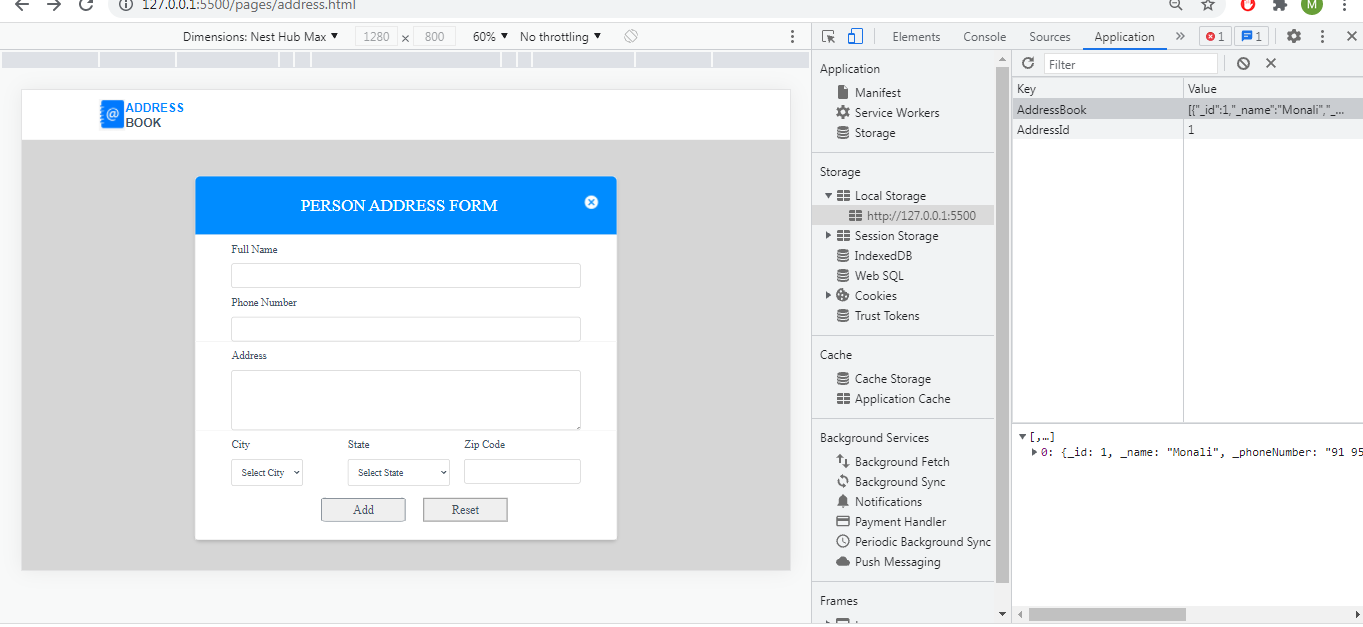 127.0.0.1:5500/pages/address.html
M
Dimensions: Nest Hub Max ▼ 1280 × 800 60% ▼ No throttling ▼
Elements Console Sources Application » 1 1
@ ADDRESS
BOOK
PERSON ADDRESS FORM
Full Name
Phone Number
Address
City State Zip Code
Select City Select State
Add Reset
Application
Manifest
Service Workers
Storage
Storage
Local Storage
http://127.0.0.1:5500
Session Storage
IndexedDB
Web SQL
Cookies
Trust Tokens
Cache
Cache Storage
Application Cache
Background Services
Background Fetch
Background Sync
Notifications
Payment Handler
Periodic Background Sync
Push Messaging
Frames
Filter
Key Value
AddressBook [{"_id":1,"_name":"Monali","_...
AddressId 1
▼[,…]
▶0: {_id: 1, _name: "Monali", _phoneNumber: "91 95